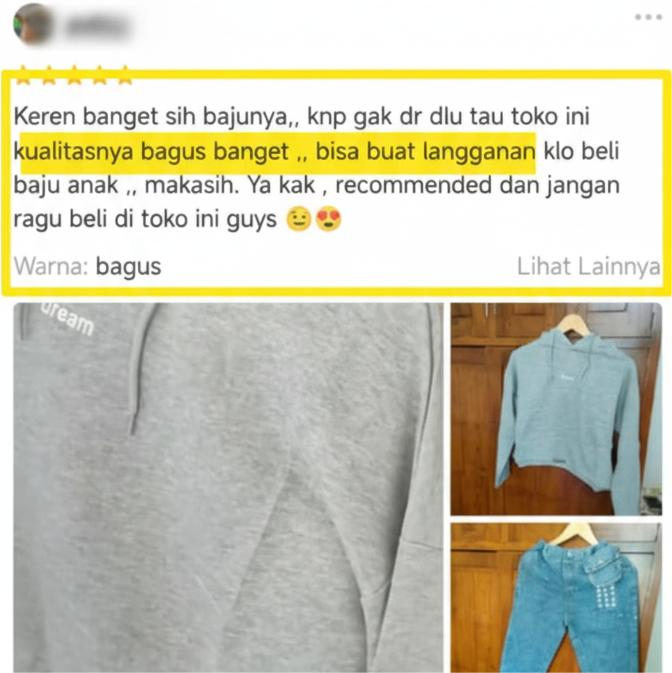 Keren banget sih bajunya,, knp gak dr dlu tau toko ini
kualitasnya bagus banget ,, bisa buat langganan klo beli
baju anak ,, makasih. Ya kak , recommended dan jangan
ragu beli di toko ini guys 😉😍
Warna: bagus
Lihat Lainnya
dream